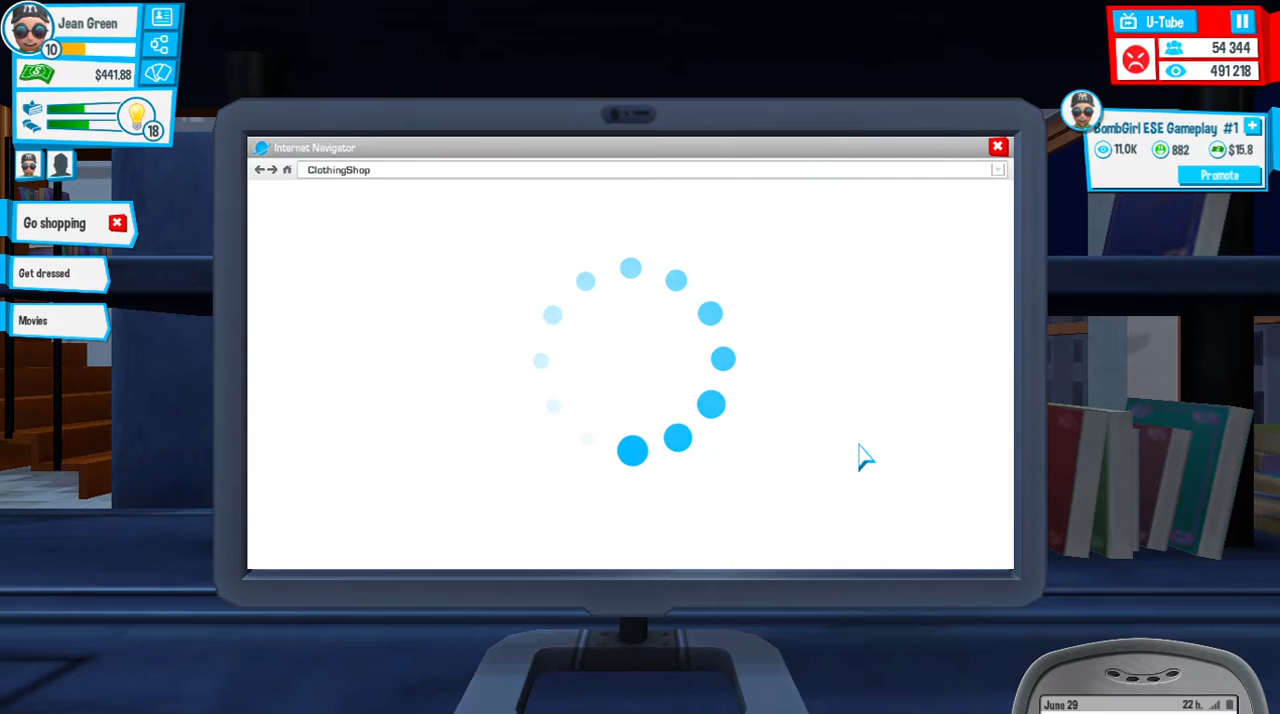 Jean Green
10
$441.88
18
Go shopping
Get dressed
Movies
Internet Navigator
ClothingShop
U-Tube
54 344
491 218
BombGirl ESE Gameplay #1
11.0K
882
$15.8
Promote
June 29
22 h.